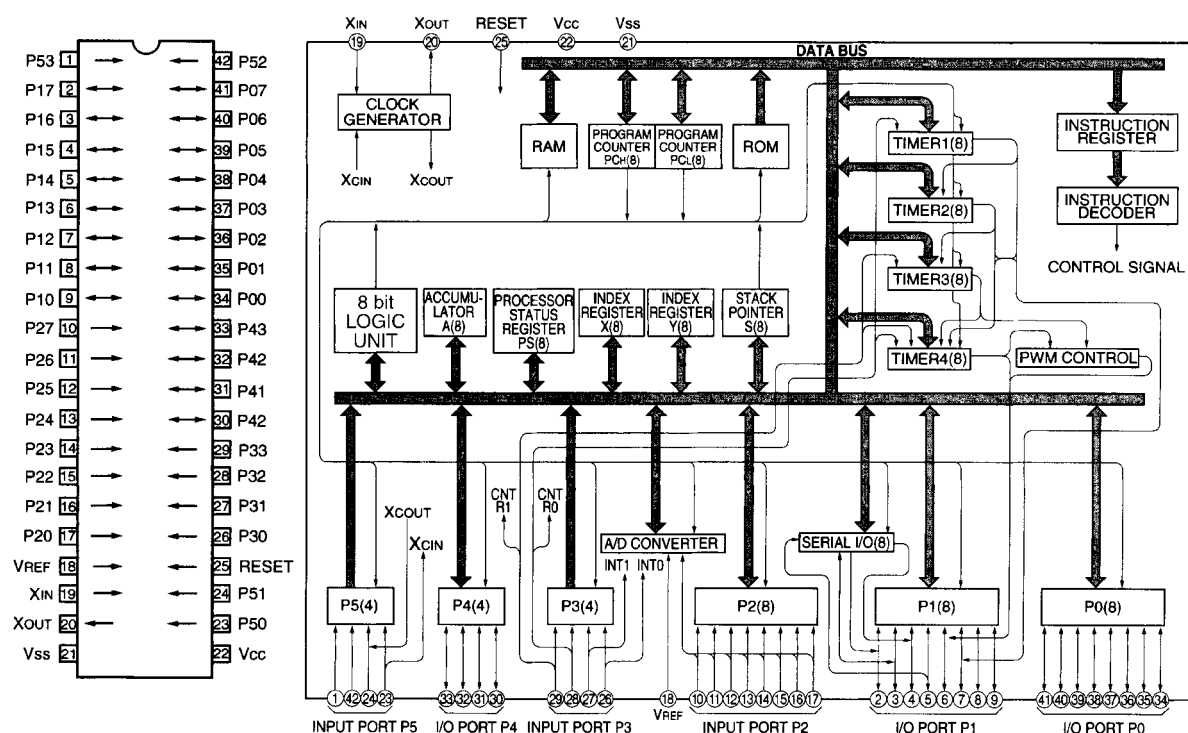 P53 1 42 P52
P17 2 41 P07
P16 3 40 P06
P15 4 39 P05
P14 5 38 P04
P13 6 37 P03
P12 7 36 P02
P11 8 35 P01
P10 9 34 P00
P27 10 33 P43
P26 11 32 P42
P25 12 31 P41
P24 13 30 P42
P23 14 29 P33
P22 15 28 P32
P21 16 27 P31
P20 17 26 P30
VREF 18 25 RESET
XIN 19 24 P51
XOUT 20 23 P50
VSS 21 22 VCC
XIN XOUT RESET VCC VSS
19 20 25 22 21
DATA BUS
CLOCK
GENERATOR
XCIN XCOUT
RAM
PROGRAM
COUNTER
PCH(8)
PROGRAM
COUNTER
PCL(8)
ROM
TIMER1(8)
TIMER2(8)
TIMER3(8)
TIMER4(8)
PWM CONTROL
INSTRUCTION
REGISTER
INSTRUCTION
DECODER
CONTROL SIGNAL
8 bit
LOGIC
UNIT
ACCUMU-
LATOR
A(8)
PROCESSOR
STATUS
REGISTER
PS(8)
INDEX
REGISTER
X(8)
INDEX
REGISTER
Y(8)
STACK
POINTER
S(8)
XCOUT
XCIN
CNT
R1
CNT
R0
A/D CONVERTER
INT1 INT0
SERIAL I/O(8)
P5(4) P4(4) P3(4) P2(8) P1(8) P0(8)
1 42 24 23 33 32 31 30 29 28 27 26 18 10 11 12 13 14 15 16 17 2 3 4 5 6 7 8 9 41 40 39 38 37 36 35 34
VREF
INPUT PORT P5 I/O PORT P4 INPUT PORT P3 INPUT PORT P2 I/O PORT P1 I/O PORT P0